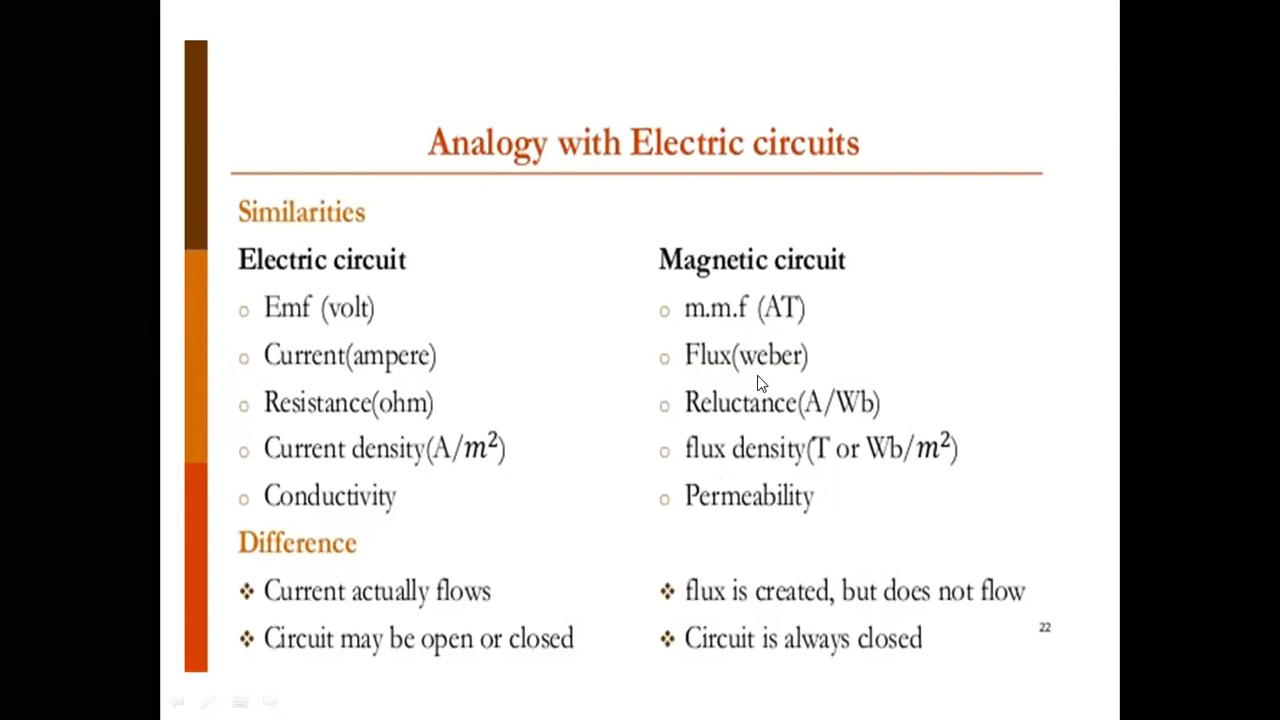 Analogy with Electric circuits
Similarities
Electric circuit
Magnetic circuit
Emf (volt)
m.m.f (AT)
Current(ampere)
Flux(weber)
Resistance(ohm)
Reluctance(A/Wb)
Current density(A/m²)
flux density(T or Wb/m²)
Conductivity
Permeability
Difference
Current actually flows
flux is created, but does not flow
Circuit may be open or closed
Circuit is always closed
22